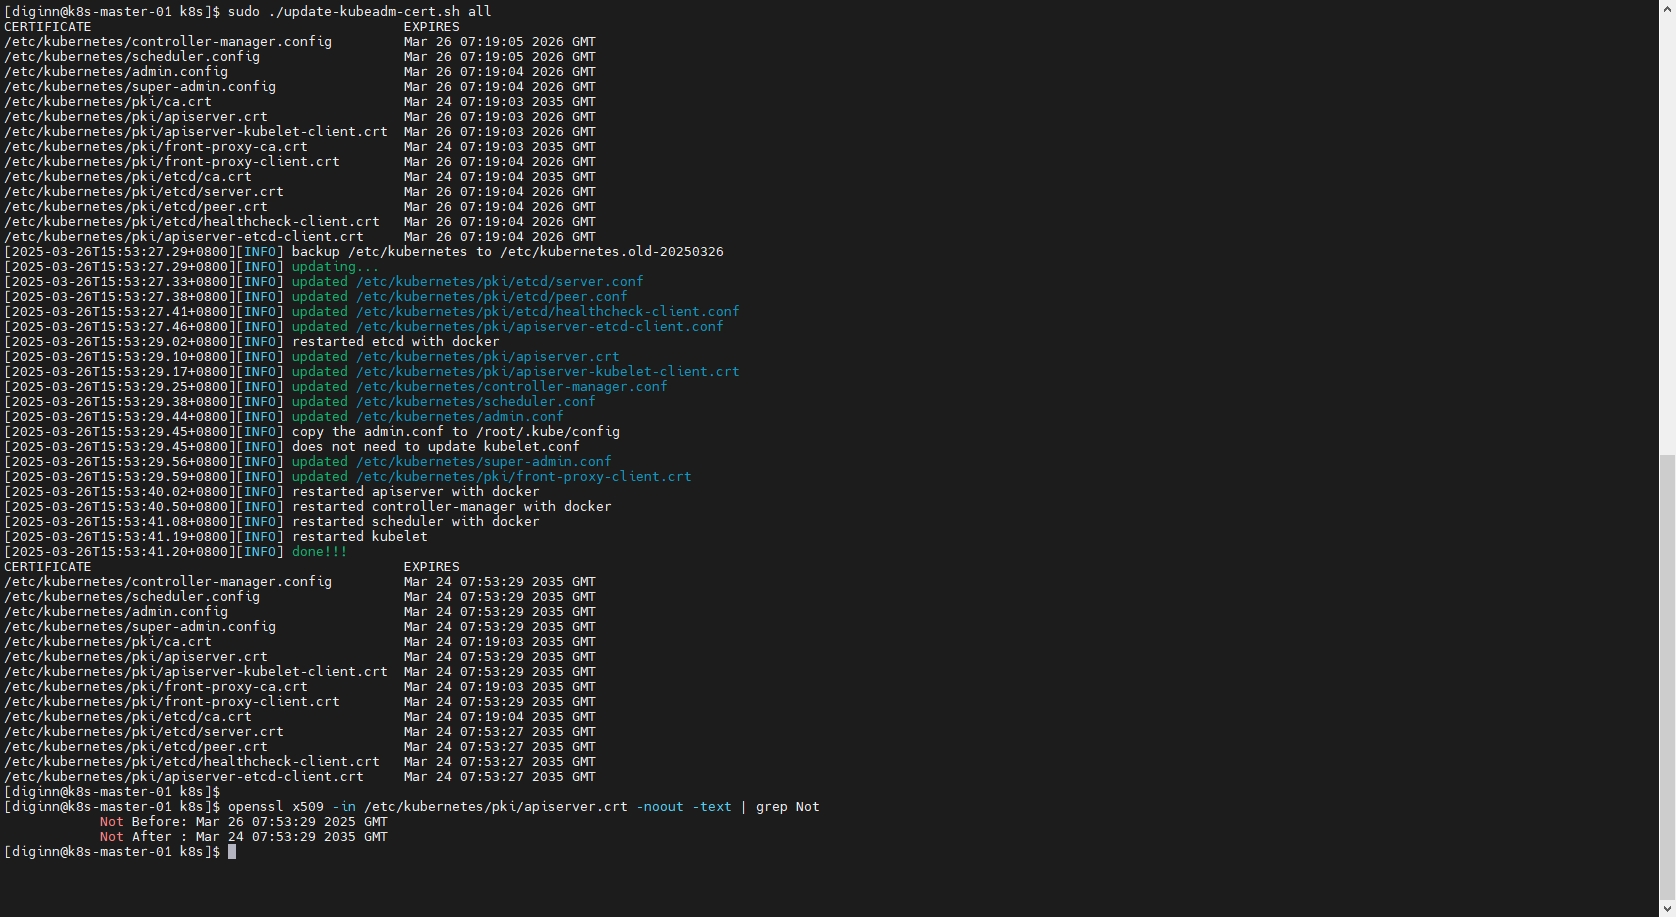 [diginn@k8s-master-01 k8s]$ sudo ./update-kubeadm-cert.sh all
CERTIFICATE                                       EXPIRES
/etc/kubernetes/controller-manager.config         Mar 26 07:19:05 2026 GMT
/etc/kubernetes/scheduler.config                  Mar 26 07:19:05 2026 GMT
/etc/kubernetes/admin.config                      Mar 26 07:19:04 2026 GMT
/etc/kubernetes/super-admin.config                Mar 26 07:19:04 2026 GMT
/etc/kubernetes/pki/ca.crt                        Mar 24 07:19:03 2035 GMT
/etc/kubernetes/pki/apiserver.crt                 Mar 26 07:19:03 2026 GMT
/etc/kubernetes/pki/apiserver-kubelet-client.crt  Mar 26 07:19:03 2026 GMT
/etc/kubernetes/pki/front-proxy-ca.crt            Mar 24 07:19:03 2035 GMT
/etc/kubernetes/pki/front-proxy-client.crt        Mar 26 07:19:04 2026 GMT
/etc/kubernetes/pki/etcd/ca.crt                   Mar 24 07:19:04 2035 GMT
/etc/kubernetes/pki/etcd/server.crt               Mar 26 07:19:04 2026 GMT
/etc/kubernetes/pki/etcd/peer.crt                 Mar 26 07:19:04 2026 GMT
/etc/kubernetes/pki/etcd/healthcheck-client.crt   Mar 26 07:19:04 2026 GMT
/etc/kubernetes/pki/apiserver-etcd-client.crt     Mar 26 07:19:04 2026 GMT
[2025-03-26T15:53:27.29+0800][INFO] backup /etc/kubernetes to /etc/kubernetes.old-20250326
[2025-03-26T15:53:27.29+0800][INFO] updating...
[2025-03-26T15:53:27.33+0800][INFO] updated /etc/kubernetes/pki/etcd/server.conf
[2025-03-26T15:53:27.38+0800][INFO] updated /etc/kubernetes/pki/etcd/peer.conf
[2025-03-26T15:53:27.41+0800][INFO] updated /etc/kubernetes/pki/etcd/healthcheck-client.conf
[2025-03-26T15:53:27.46+0800][INFO] updated /etc/kubernetes/pki/apiserver-etcd-client.conf
[2025-03-26T15:53:29.02+0800][INFO] restarted etcd with docker
[2025-03-26T15:53:29.10+0800][INFO] updated /etc/kubernetes/pki/apiserver.crt
[2025-03-26T15:53:29.17+0800][INFO] updated /etc/kubernetes/pki/apiserver-kubelet-client.crt
[2025-03-26T15:53:29.25+0800][INFO] updated /etc/kubernetes/controller-manager.conf
[2025-03-26T15:53:29.38+0800][INFO] updated /etc/kubernetes/scheduler.conf
[2025-03-26T15:53:29.44+0800][INFO] updated /etc/kubernetes/admin.conf
[2025-03-26T15:53:29.45+0800][INFO] copy the admin.conf to /root/.kube/config
[2025-03-26T15:53:29.45+0800][INFO] does not need to update kubelet.conf
[2025-03-26T15:53:29.56+0800][INFO] updated /etc/kubernetes/super-admin.conf
[2025-03-26T15:53:29.59+0800][INFO] updated /etc/kubernetes/pki/front-proxy-client.crt
[2025-03-26T15:53:40.02+0800][INFO] restarted apiserver with docker
[2025-03-26T15:53:40.50+0800][INFO] restarted controller-manager with docker
[2025-03-26T15:53:41.08+0800][INFO] restarted scheduler with docker
[2025-03-26T15:53:41.19+0800][INFO] restarted kubelet
[2025-03-26T15:53:41.20+0800][INFO] done!!!
CERTIFICATE                                       EXPIRES
/etc/kubernetes/controller-manager.config         Mar 24 07:53:29 2035 GMT
/etc/kubernetes/scheduler.config                  Mar 24 07:53:29 2035 GMT
/etc/kubernetes/admin.config                      Mar 24 07:53:29 2035 GMT
/etc/kubernetes/super-admin.config                Mar 24 07:53:29 2035 GMT
/etc/kubernetes/pki/ca.crt                        Mar 24 07:19:03 2035 GMT
/etc/kubernetes/pki/apiserver.crt                 Mar 24 07:53:29 2035 GMT
/etc/kubernetes/pki/apiserver-kubelet-client.crt  Mar 24 07:53:29 2035 GMT
/etc/kubernetes/pki/front-proxy-ca.crt            Mar 24 07:19:03 2035 GMT
/etc/kubernetes/pki/front-proxy-client.crt        Mar 24 07:53:29 2035 GMT
/etc/kubernetes/pki/etcd/ca.crt                   Mar 24 07:19:04 2035 GMT
/etc/kubernetes/pki/etcd/server.crt               Mar 24 07:53:27 2035 GMT
/etc/kubernetes/pki/etcd/peer.crt                 Mar 24 07:53:27 2035 GMT
/etc/kubernetes/pki/etcd/healthcheck-client.crt   Mar 24 07:53:27 2035 GMT
/etc/kubernetes/pki/apiserver-etcd-client.crt     Mar 24 07:53:27 2035 GMT
[diginn@k8s-master-01 k8s]$
[diginn@k8s-master-01 k8s]$ openssl x509 -in /etc/kubernetes/pki/apiserver.crt -noout -text | grep Not
            Not Before: Mar 26 07:53:29 2025 GMT
            Not After : Mar 24 07:53:29 2035 GMT
[diginn@k8s-master-01 k8s]$